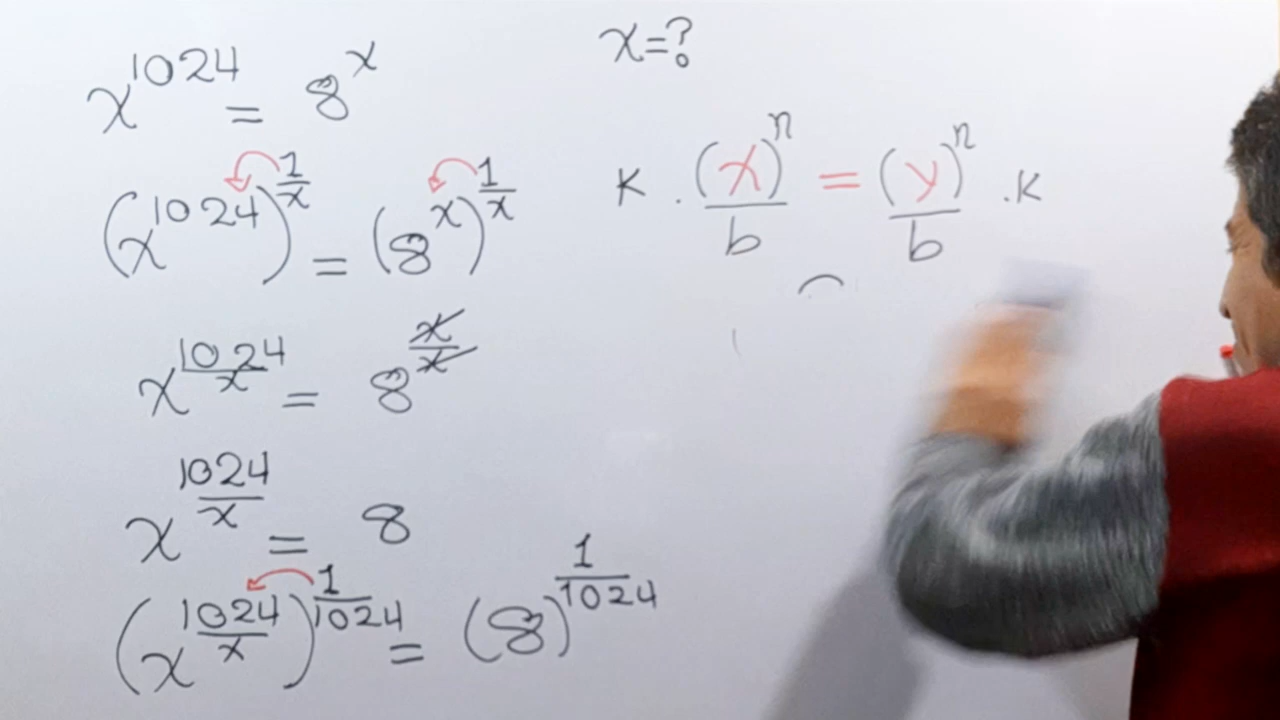 x^1024 = 8^x
x=?
(x^1024)^(1/x) = (8^x)^(1/x)
K . (x)^n/b = (y)^n/b . K
x^(1024/x) = 8^(x/x)
x^(1024/x) = 8
(x^(1024/x))^(1/1024) = (8)^(1/1024)